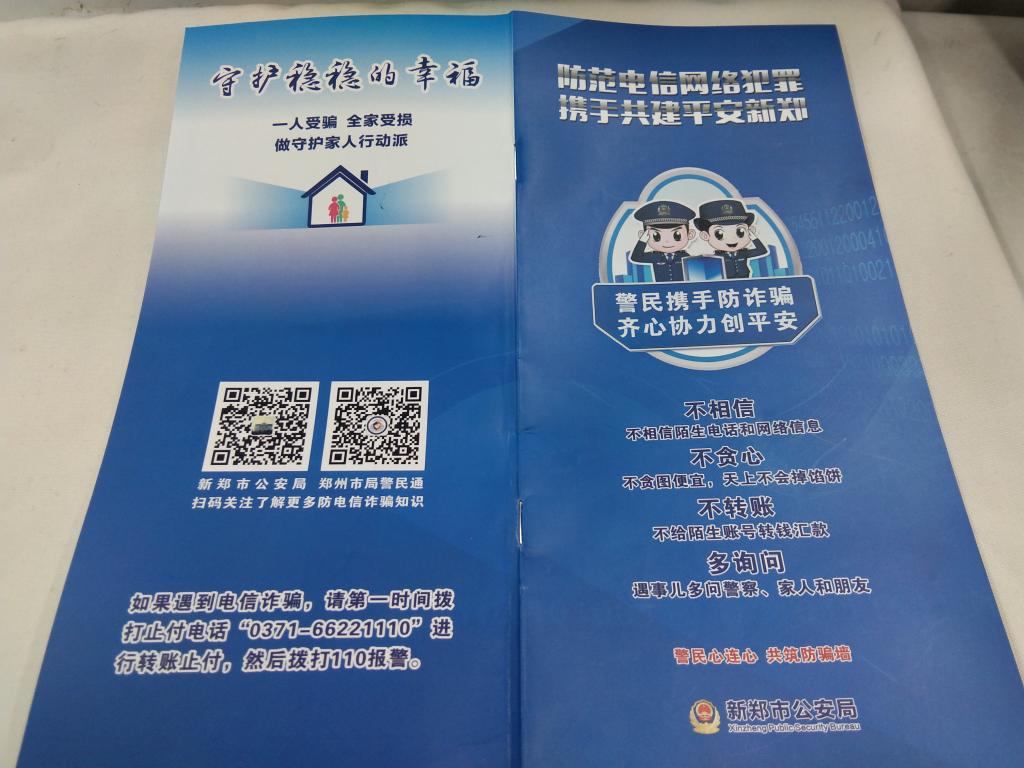 守护稳稳的幸福
一人受骗 全家受损
做守护家人行动派
新郑市公安局 郑州市局警民通
扫码关注了解更多防电信诈骗知识
如果遇到电信诈骗，请第一时间拨
打止付电话“0371-66221110”进
行转账止付，然后拨打110报警。
防范电信网络犯罪
携手共建平安新郑
警民携手防诈骗
齐心协力创平安
不相信
不相信陌生电话和网络信息
不贪心
不贪图便宜，天上不会掉馅饼
不转账
不给陌生账号转钱汇款
多询问
遇事儿多问警察、家人和朋友
警民心连心 共筑防骗墙
新郑市公安局
Xinzheng Public Security Bureau